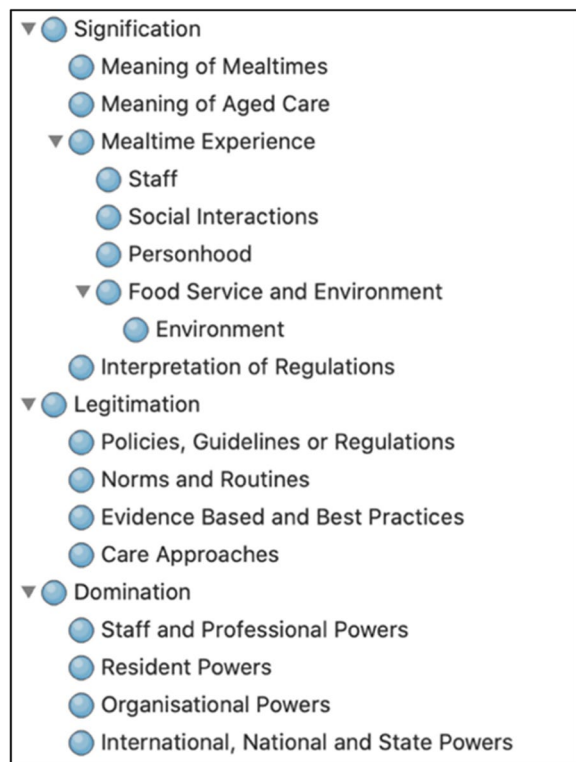 Signification
Meaning of Mealtimes
Meaning of Aged Care
Mealtime Experience
Staff
Social Interactions
Personhood
Food Service and Environment
Environment
Interpretation of Regulations
Legitimation
Policies, Guidelines or Regulations
Norms and Routines
Evidence Based and Best Practices
Care Approaches
Domination
Staff and Professional Powers
Resident Powers
Organisational Powers
International, National and State Powers